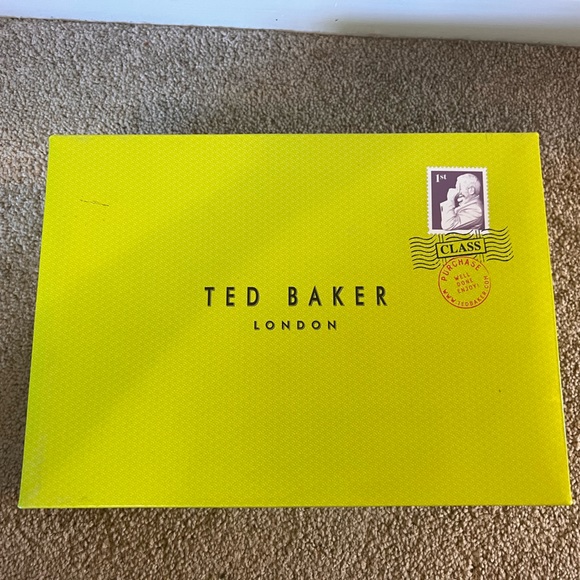 1st
CLASS
PURCHASE
WELL
DONE.
ENJOY!
WWW.TEDBAKER.COM
TED BAKER
LONDON